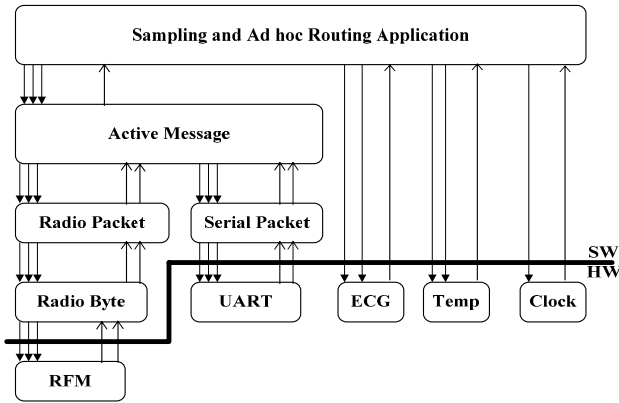 Sampling and Ad hoc Routing Application
Active Message
Radio Packet
Serial Packet
SW
HW
Radio Byte
UART
ECG
Temp
Clock
RFM